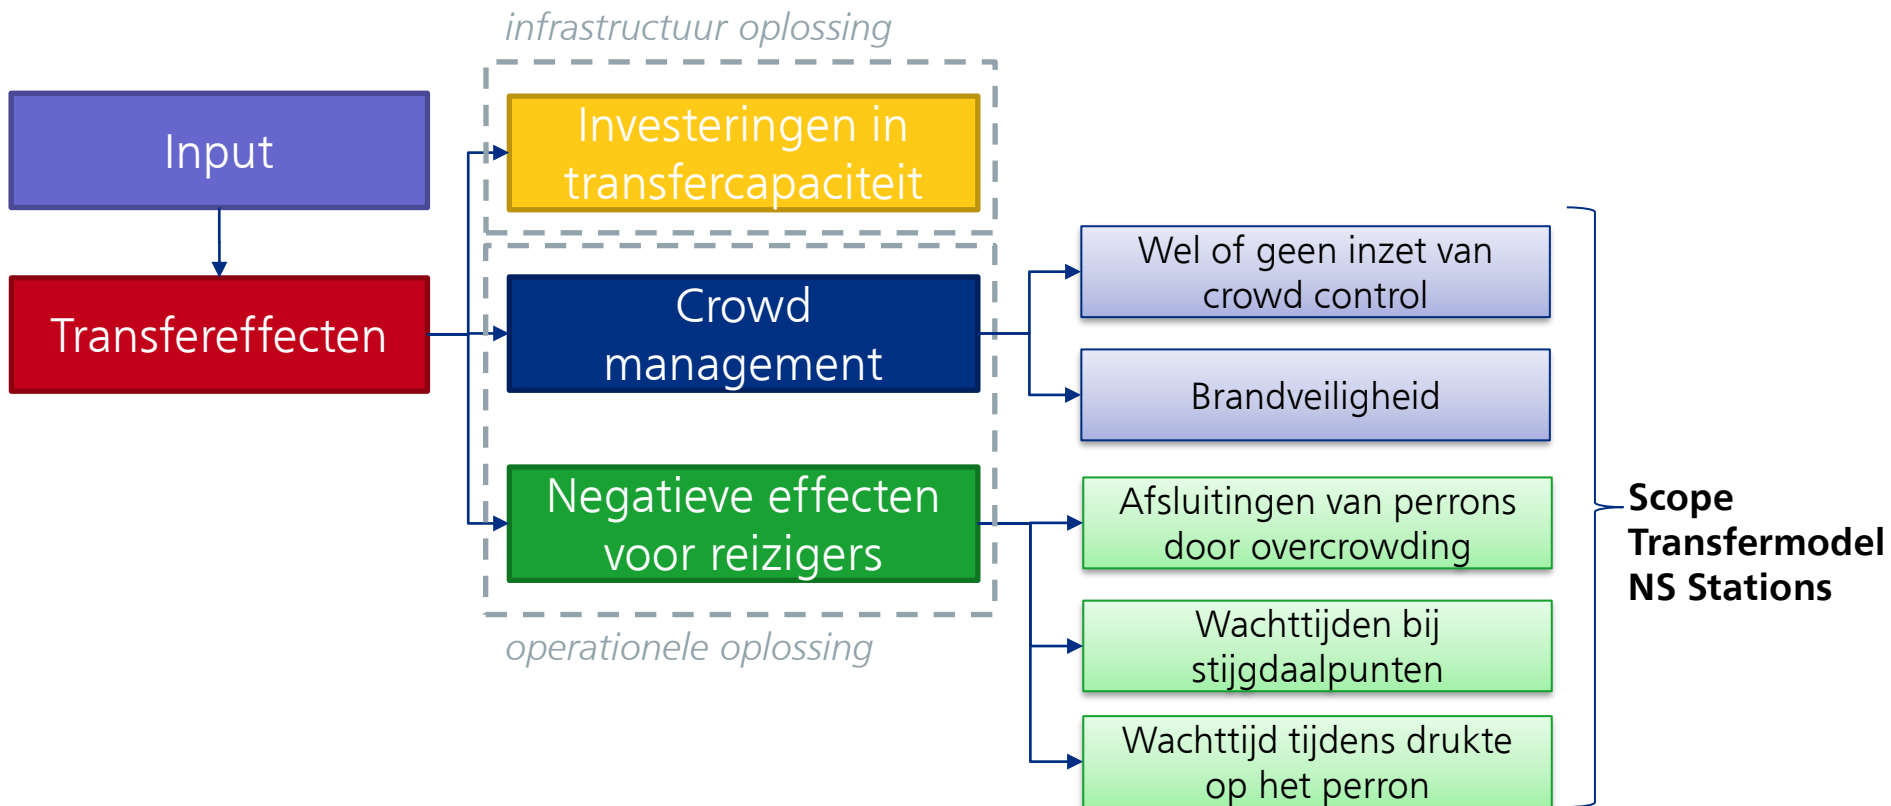 infrastructuur oplossing
Input
Investeringen in
transfercapaciteit
Transfereffecten
Crowd
management
Wel of geen inzet van
crowd control
Brandveiligheid
Negatieve effecten
voor reizigers
Afsluitingen van perrons
door overcrowding
Wachttijden bij
stijgdaalpunten
Wachttijd tijdens drukte
op het perron
operationele oplossing
Scope
Transfermodel
NS Stations